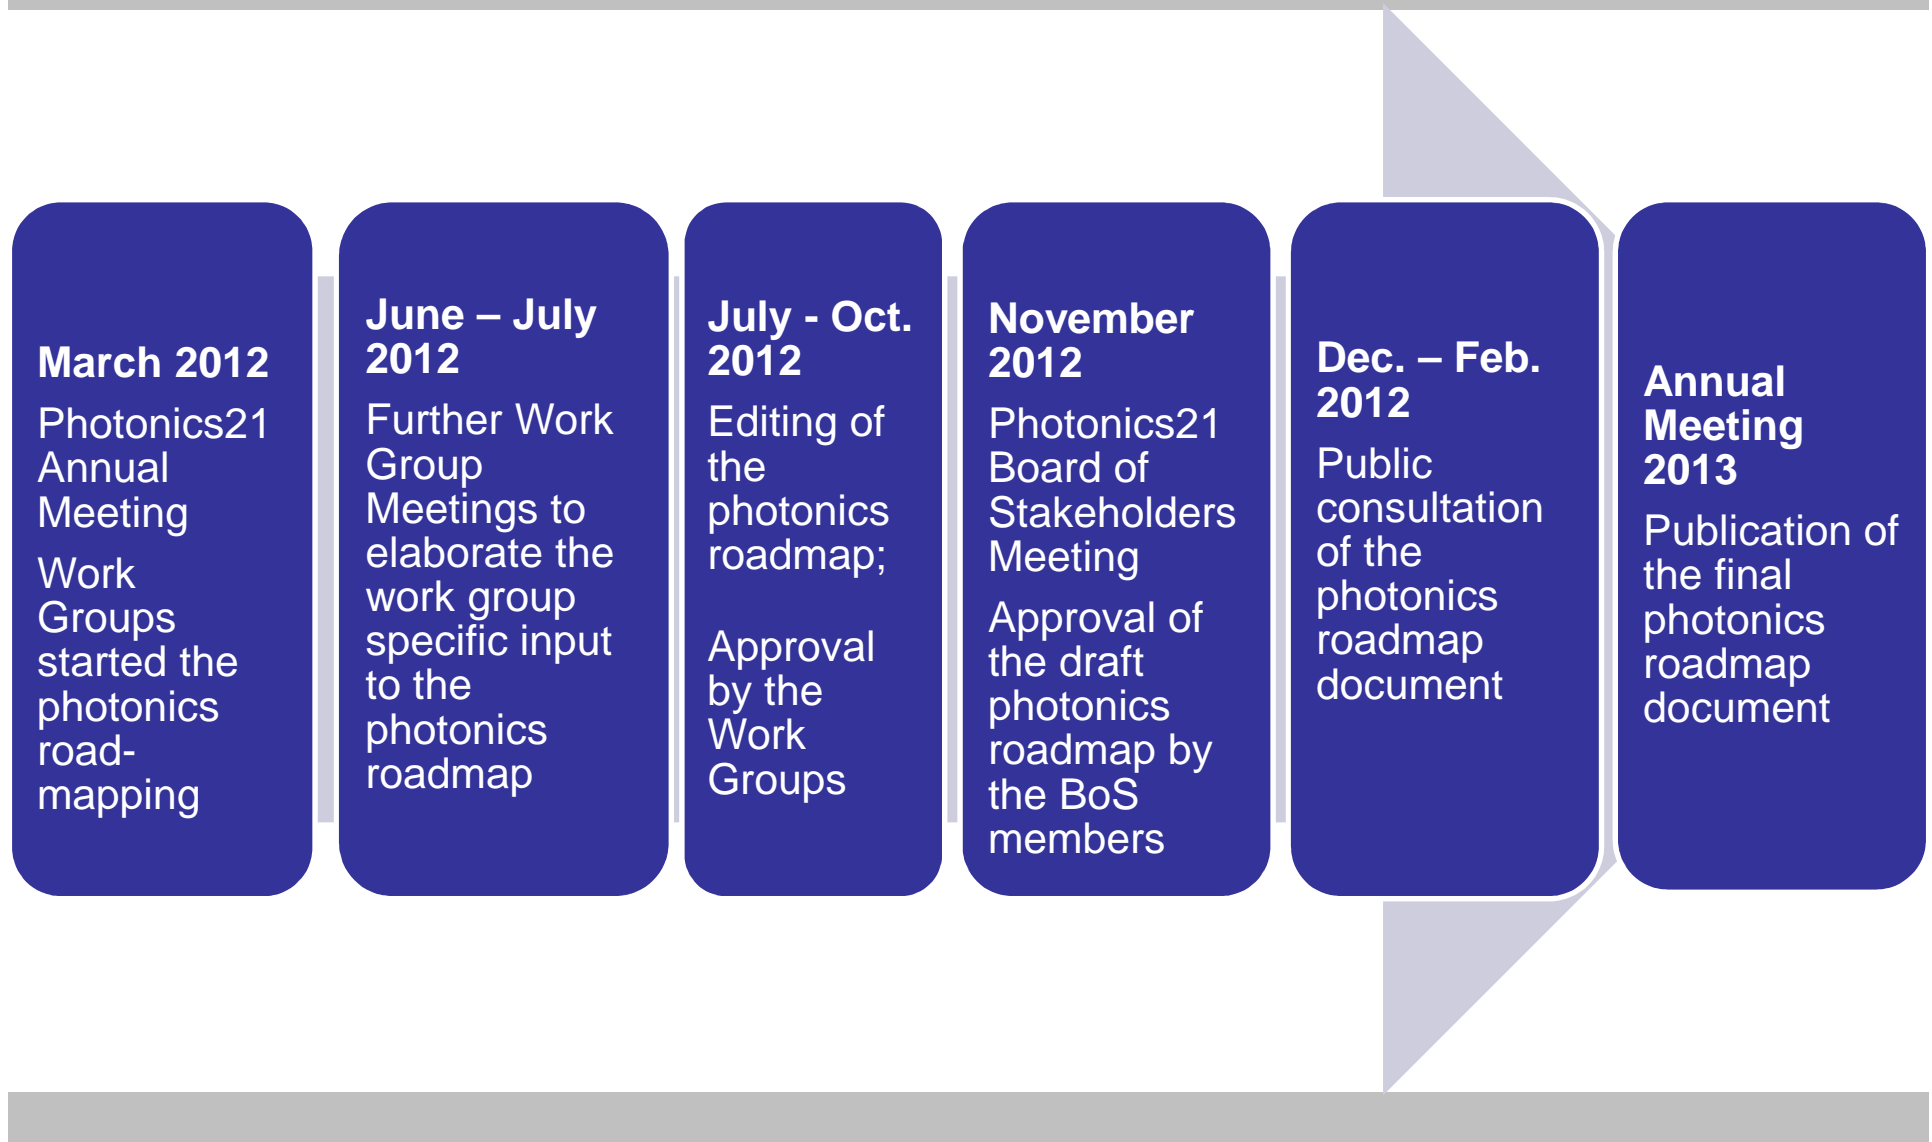 March 2012
Photonics21
Annual
Meeting
Work
Groups
started the
photonics
road-
mapping
June – July
2012
Further Work
Group
Meetings to
elaborate the
work group
specific input
to the
photonics
roadmap
July - Oct.
2012
Editing of
the
photonics
roadmap;
Approval
by the
Work
Groups
November
2012
Photonics21
Board of
Stakeholders
Meeting
Approval of
the draft
photonics
roadmap by
the BoS
members
Dec. – Feb.
2012
Public
consultation
of the
photonics
roadmap
document
Annual
Meeting
2013
Publication of
the final
photonics
roadmap
document